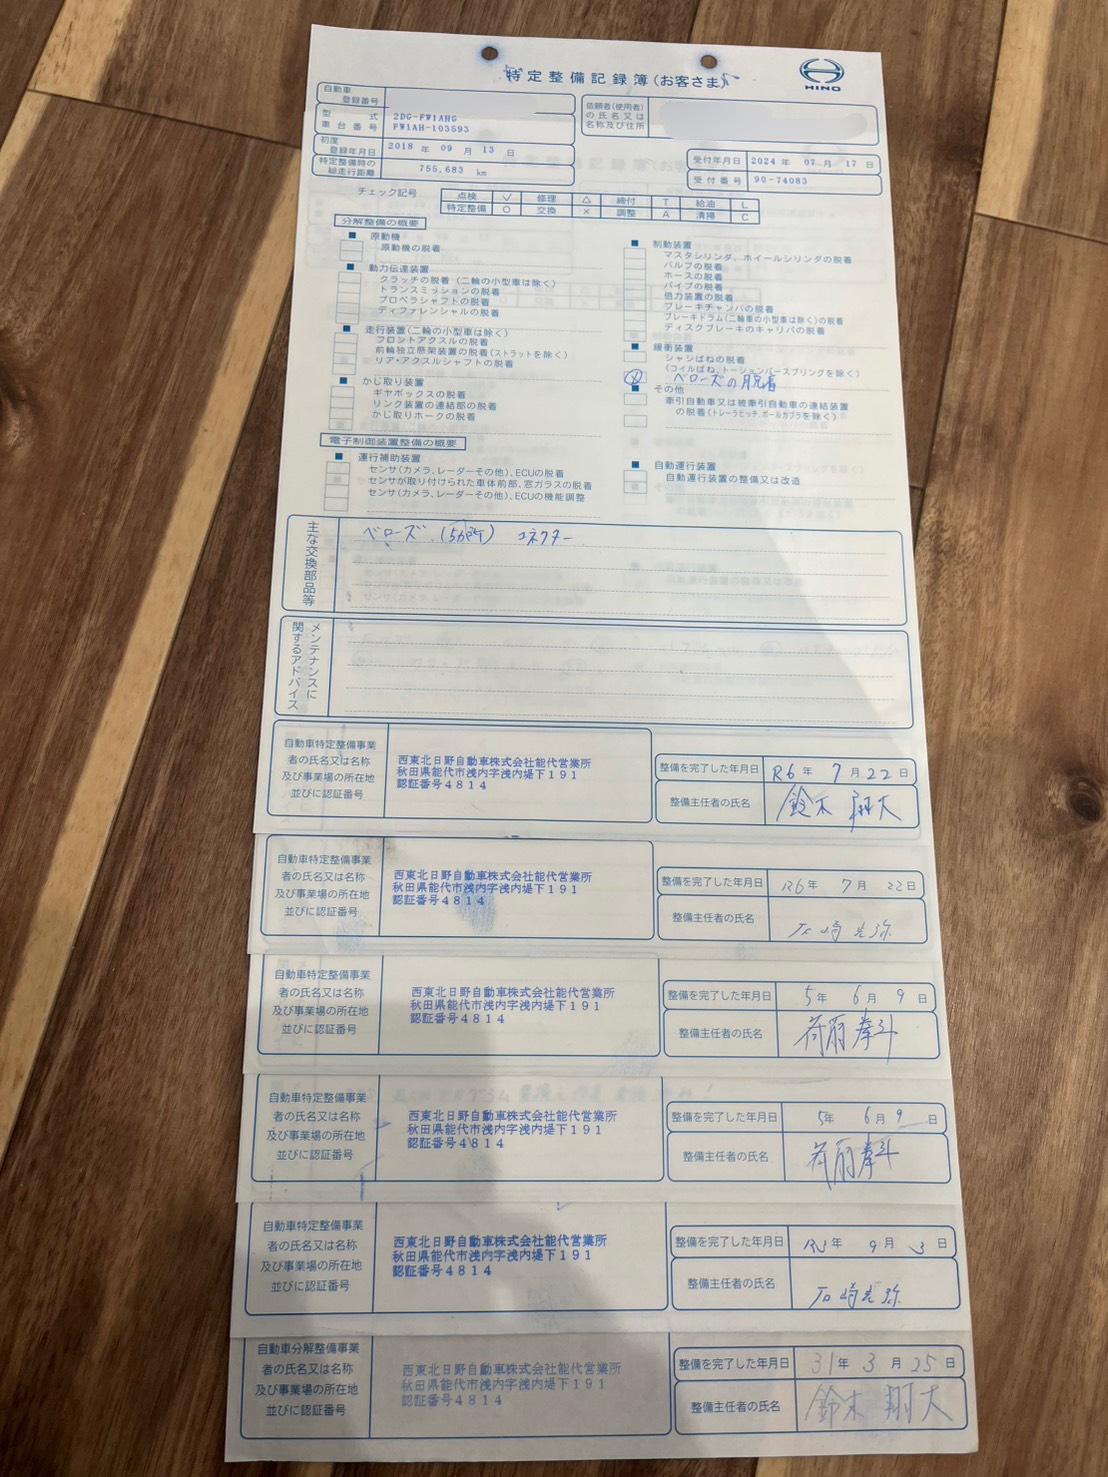 特定整備記録簿(お客さま)
HINO
自動車登録番号
依頼者(使用者)の氏名又は名称及び住所
型式 2DG-FW1AHG
車台番号 FW1AH-103593
初度登録年月日 2018年 09月 13日
受付年月日 2024年 07月 17日
特定整備時の総走行距離 755,683 km
受付番号 90-74083
チェック記号
点検 ✓ 修理 △ 締付 T 給油 L
特定整備 ○ 交換 × 調整 A 清掃 C
分解整備の概要
■ 原動機
原動機の脱着
■ 動力伝達装置
クラッチの脱着(二輪の小型車は除く)
トランスミッションの脱着
プロペラシャフトの脱着
ディファレンシャルの脱着
■ 走行装置(二輪の小型車は除く)
フロントアクスルの脱着
前輪独立懸架装置の脱着(ストラットを除く)
リア・アクスルシャフトの脱着
■ かじ取り装置
ギヤボックスの脱着
リンク装置の連結部の脱着
かじ取りホークの脱着
■ 制動装置
マスタシリンダ、ホイールシリンダの脱着
バルブの脱着
ホースの脱着
パイプの脱着
倍力装置の脱着
ブレーキチャンバの脱着
ブレーキドラム(二輪車の小型車は除く)の脱着
ディスクブレーキのキャリパの脱着
■ 緩衝装置
シャシばねの脱着
(コイルばね、トーションバースプリングを除く)
ベローズの脱着
■ その他
牽引自動車又は被牽引自動車の連結装置
の脱着(トレーラヒッチ、ボールカプラを除く)
電子制御装置整備の概要
■ 運行補助装置
センサ(カメラ、レーダーその他)、ECUの脱着
センサが取り付けられた車体前部、窓ガラスの脱着
センサ(カメラ、レーダーその他)、ECUの機能調整
■ 自動運行装置
自動運行装置の整備又は改造
主な交換部品等
ベローズ (5カ所) コネクター
メンテナンスに関するアドバイス
自動車特定整備事業
者の氏名又は名称
及び事業場の所在地
並びに認証番号
西東北日野自動車株式会社能代営業所
秋田県能代市浅内字浅内堤下191
認証番号4814
整備を完了した年月日 R6年 7月 22日
整備主任者の氏名 鈴木 翔大
自動車特定整備事業
者の氏名又は名称
及び事業場の所在地
並びに認証番号
西東北日野自動車株式会社能代営業所
秋田県能代市浅内字浅内堤下191
認証番号4814
整備を完了した年月日 R6年 7月 22日
整備主任者の氏名 石崎
自動車特定整備事業
者の氏名又は名称
及び事業場の所在地
並びに認証番号
西東北日野自動車株式会社能代営業所
秋田県能代市浅内字浅内堤下191
認証番号4814
整備を完了した年月日 5年 6月 9日
整備主任者の氏名 拳斗
自動車特定整備事業
者の氏名又は名称
及び事業場の所在地
並びに認証番号
西東北日野自動車株式会社能代営業所
秋田県能代市浅内字浅内堤下191
認証番号4814
整備を完了した年月日 5年 6月 9日
整備主任者の氏名 拳斗
自動車特定整備事業
者の氏名又は名称
及び事業場の所在地
並びに認証番号
西東北日野自動車株式会社能代営業所
秋田県能代市浅内字浅内堤下191
認証番号4814
整備を完了した年月日 年 9月 3日
整備主任者の氏名 石崎
自動車分解整備事業
者の氏名又は名称
及び事業場の所在地
並びに認証番号
西東北日野自動車株式会社能代営業所
秋田県能代市浅内字浅内堤下191
認証番号4814
整備を完了した年月日 31年 3月 25日
整備主任者の氏名 鈴木 翔大